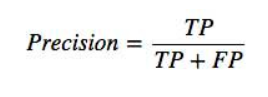 Precision = TP / TP + FP